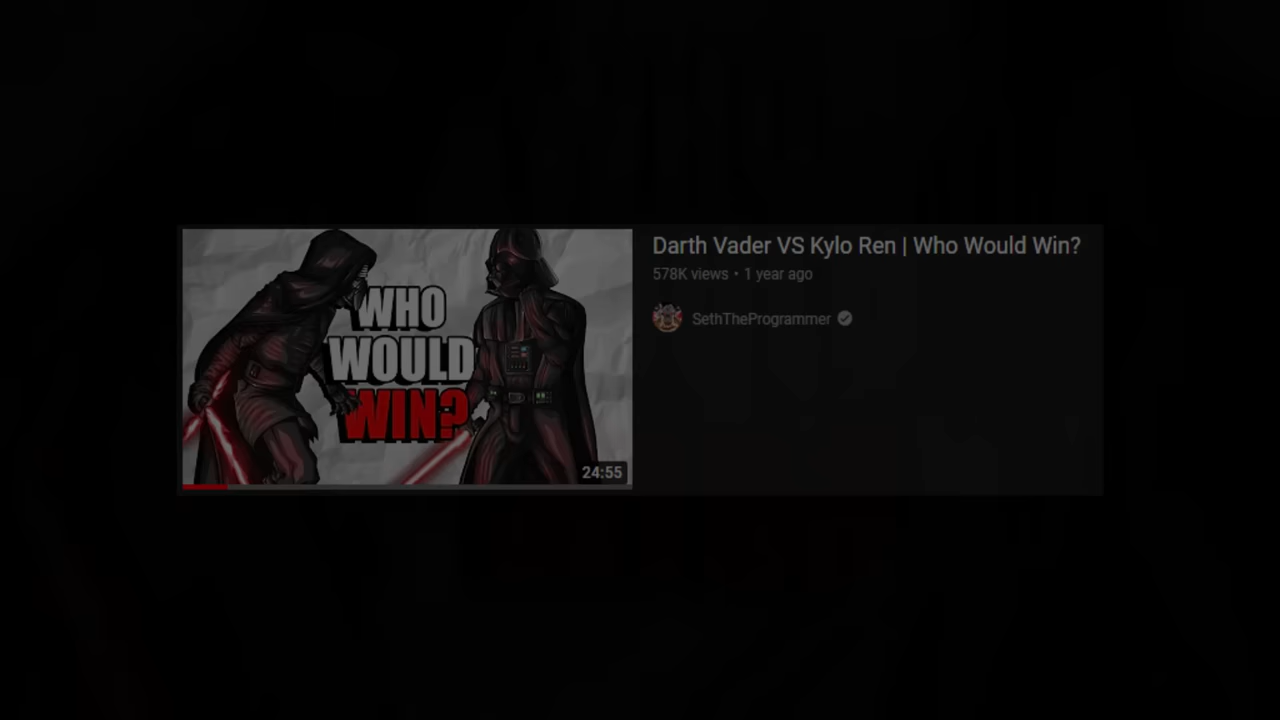 WHO
WOULD
WIN?
24:55
Darth Vader VS Kylo Ren | Who Would Win?
578K views • 1 year ago
SethTheProgrammer